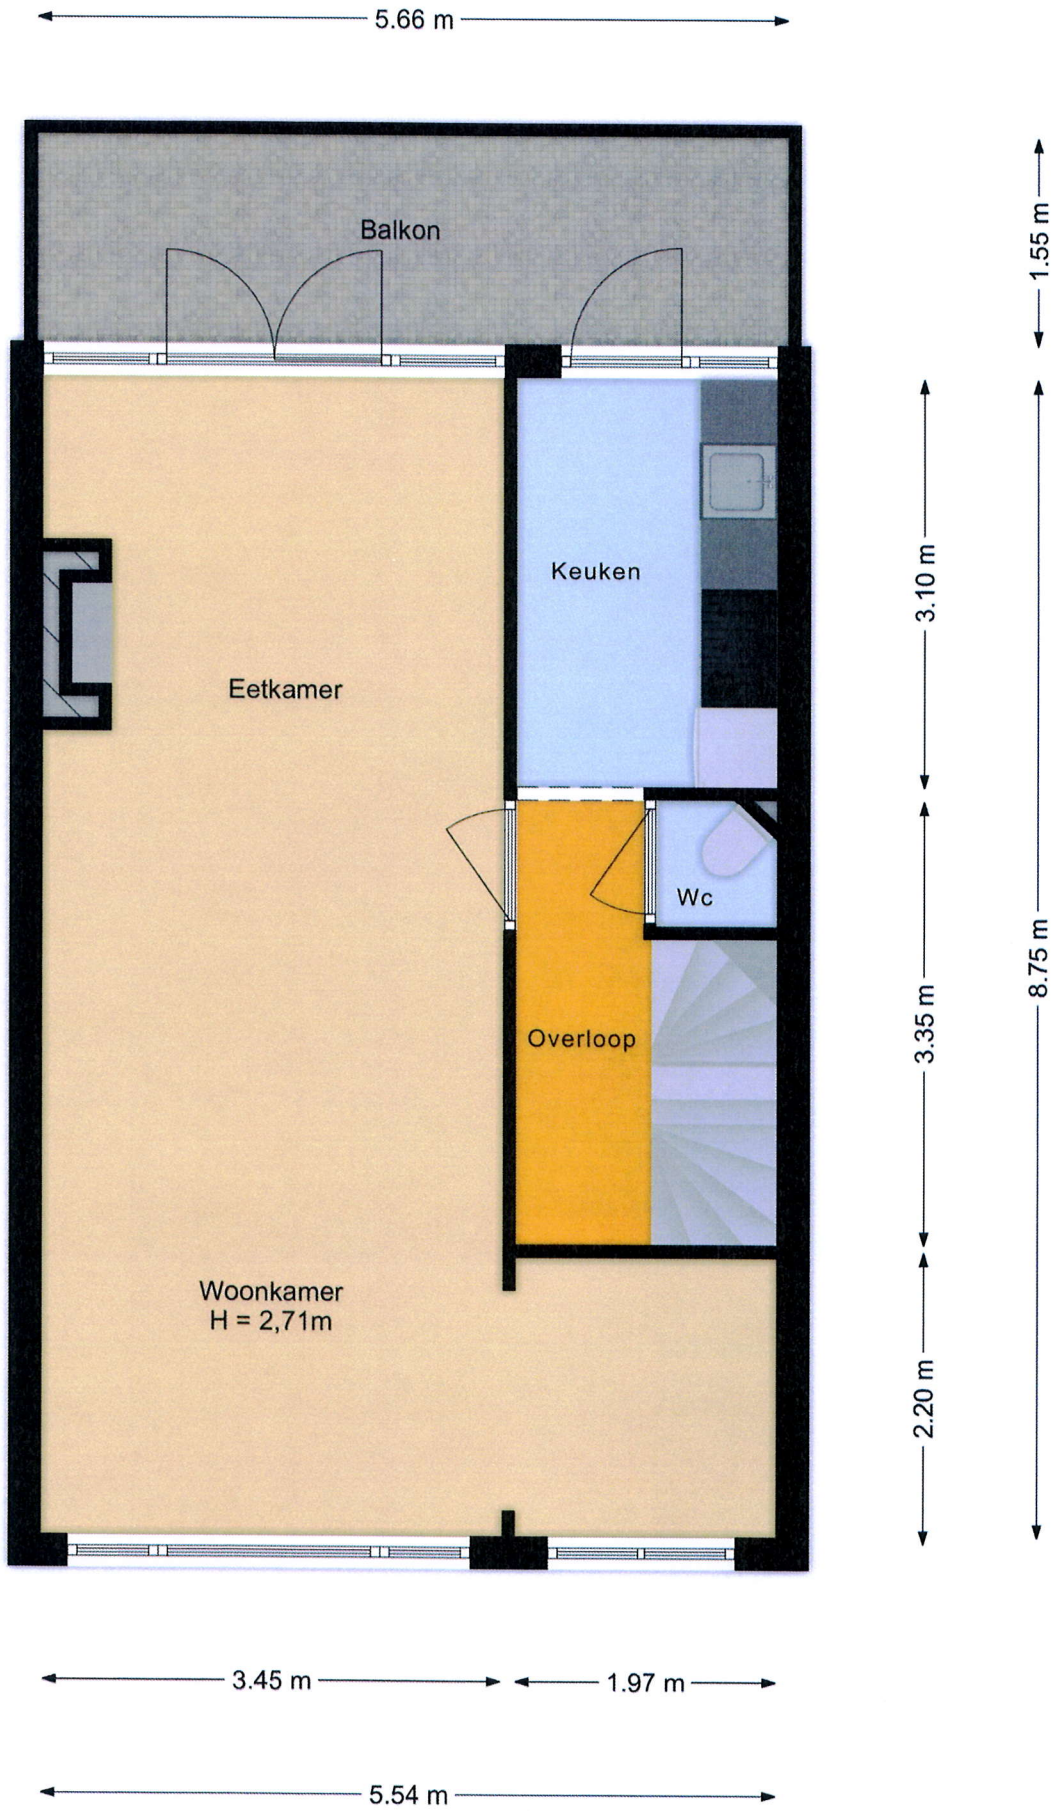 5.66 m
Balkon
1.55 m
Keuken
3.10 m
Eetkamer
Wc
8.75 m
3.35 m
Overloop
Woonkamer
H = 2,71m
2.20 m
3.45 m
1.97 m
5.54 m